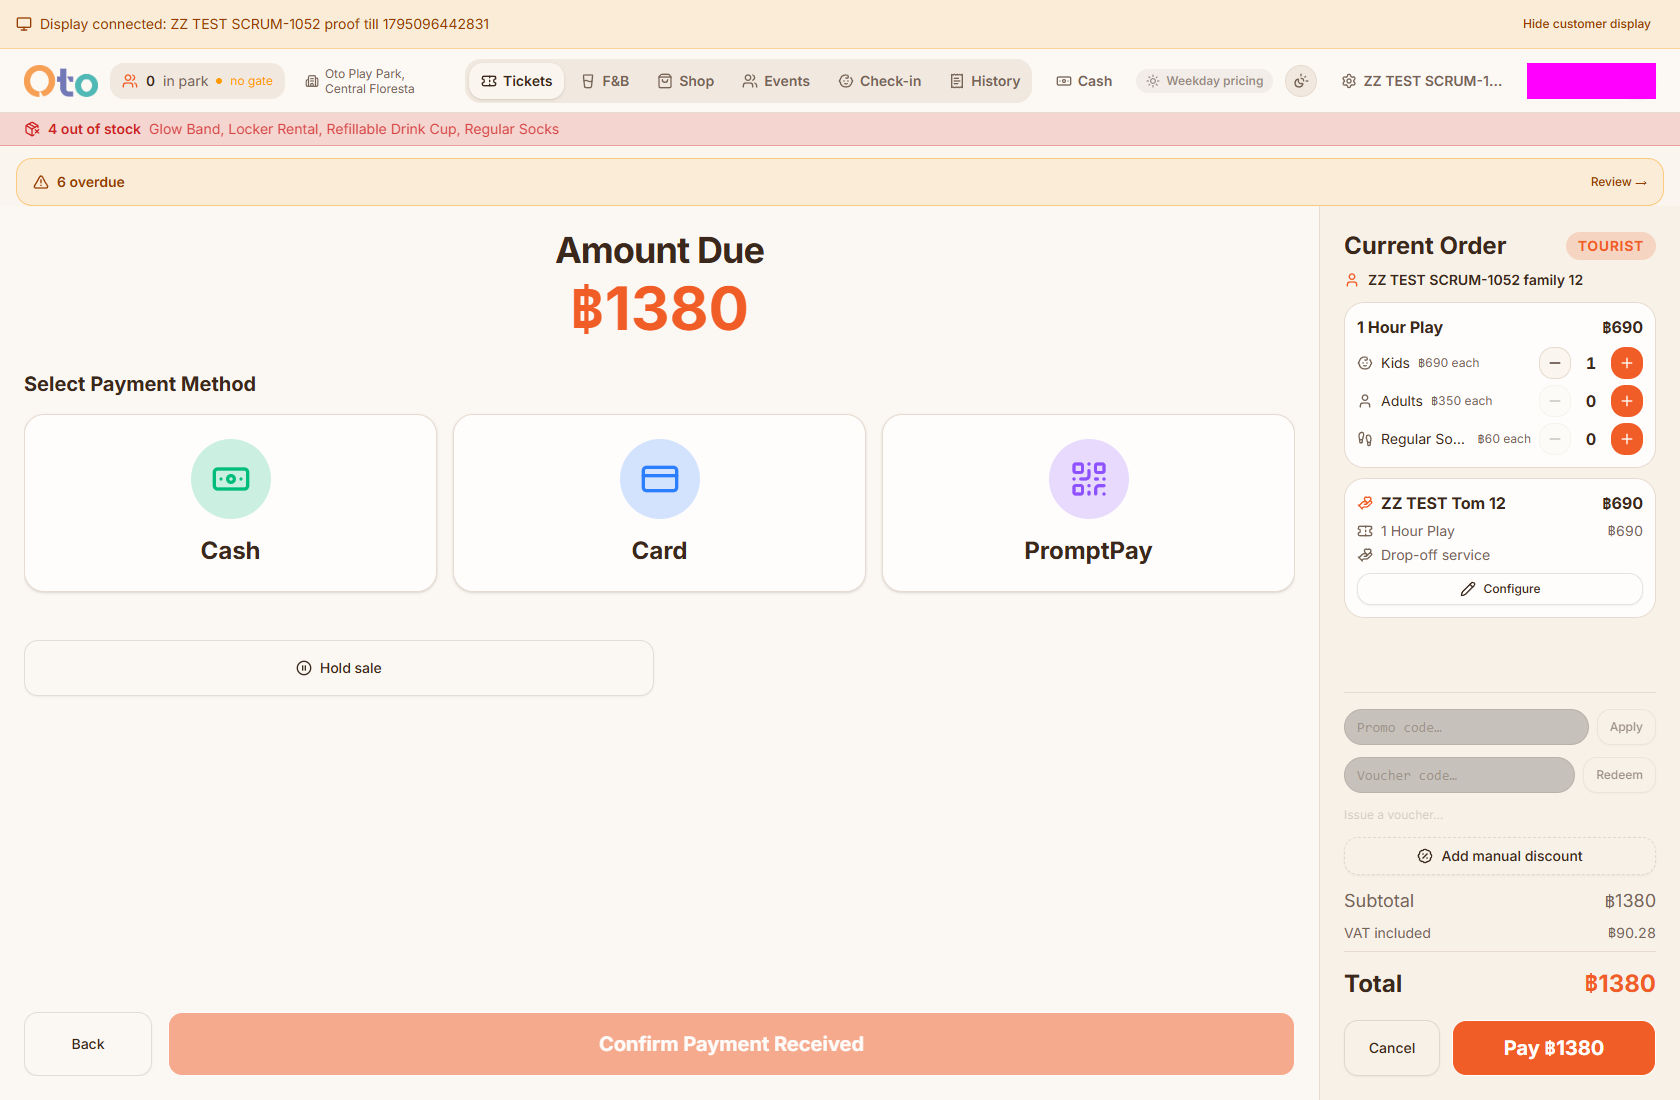 Display connected: ZZ TEST SCRUM-1052 proof till 1795096442831
Hide customer display
Oto
0 in park • no gate
Oto Play Park,
Central Floresta
Tickets
F&B
Shop
Events
Check-in
History
Cash
Weekday pricing
ZZ TEST SCRUM-1...
4 out of stock Glow Band, Locker Rental, Refillable Drink Cup, Regular Socks
6 overdue
Review →
Amount Due
฿1380
Select Payment Method
Cash
Card
PromptPay
Hold sale
Back
Confirm Payment Received
Current Order
TOURIST
ZZ TEST SCRUM-1052 family 12
1 Hour Play ฿690
Kids ฿690 each − 1 +
Adults ฿350 each − 0 +
Regular So... ฿60 each − 0 +
ZZ TEST Tom 12 ฿690
1 Hour Play ฿690
Drop-off service
Configure
Promo code…
Apply
Voucher code…
Redeem
Issue a voucher...
Add manual discount
Subtotal ฿1380
VAT included ฿90.28
Total ฿1380
Cancel
Pay ฿1380